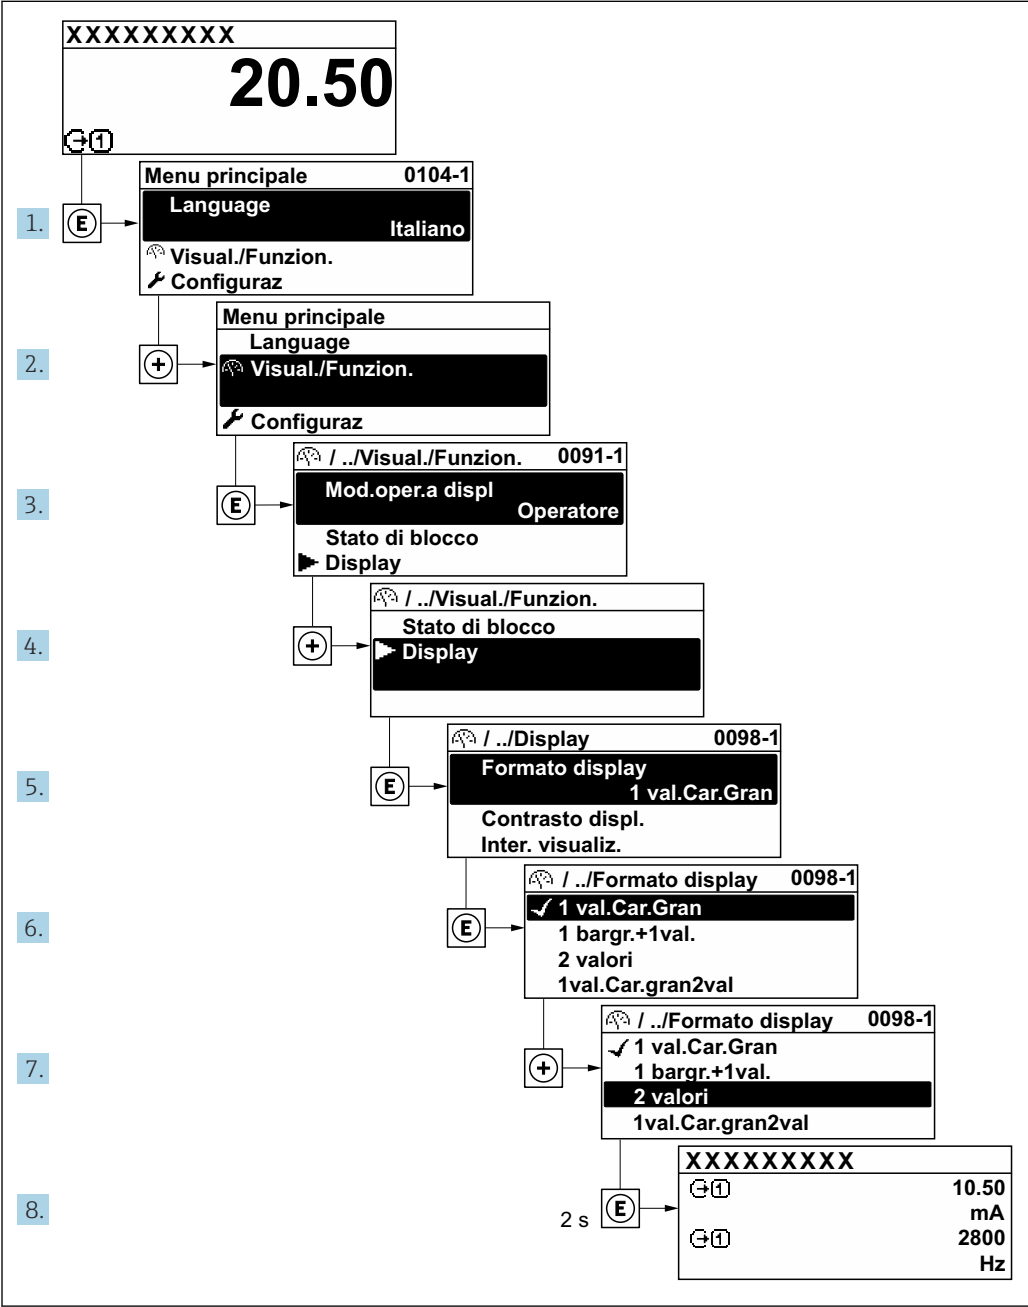 XXXXXXXXX
20.50
1
Menu principale 0104-1
Language
Italiano
Visual./Funzion.
Configuraz
1. E
Menu principale
Language
Visual./Funzion.
Configuraz
2. +
/ ../Visual./Funzion. 0091-1
Mod.oper.a displ
Operatore
Stato di blocco
Display
3. E
/ ../Visual./Funzion.
Stato di blocco
Display
4. +
/ ../Display 0098-1
Formato display
1 val.Car.Gran
Contrasto displ.
Inter. visualiz.
5. E
/ ../Formato display 0098-1
1 val.Car.Gran
1 bargr.+1val.
2 valori
1val.Car.gran2val
6. E
/ ../Formato display 0098-1
1 val.Car.Gran
1 bargr.+1val.
2 valori
1val.Car.gran2val
7. +
XXXXXXXXX
1 10.50
mA
1 2800
Hz
8. 2 s E